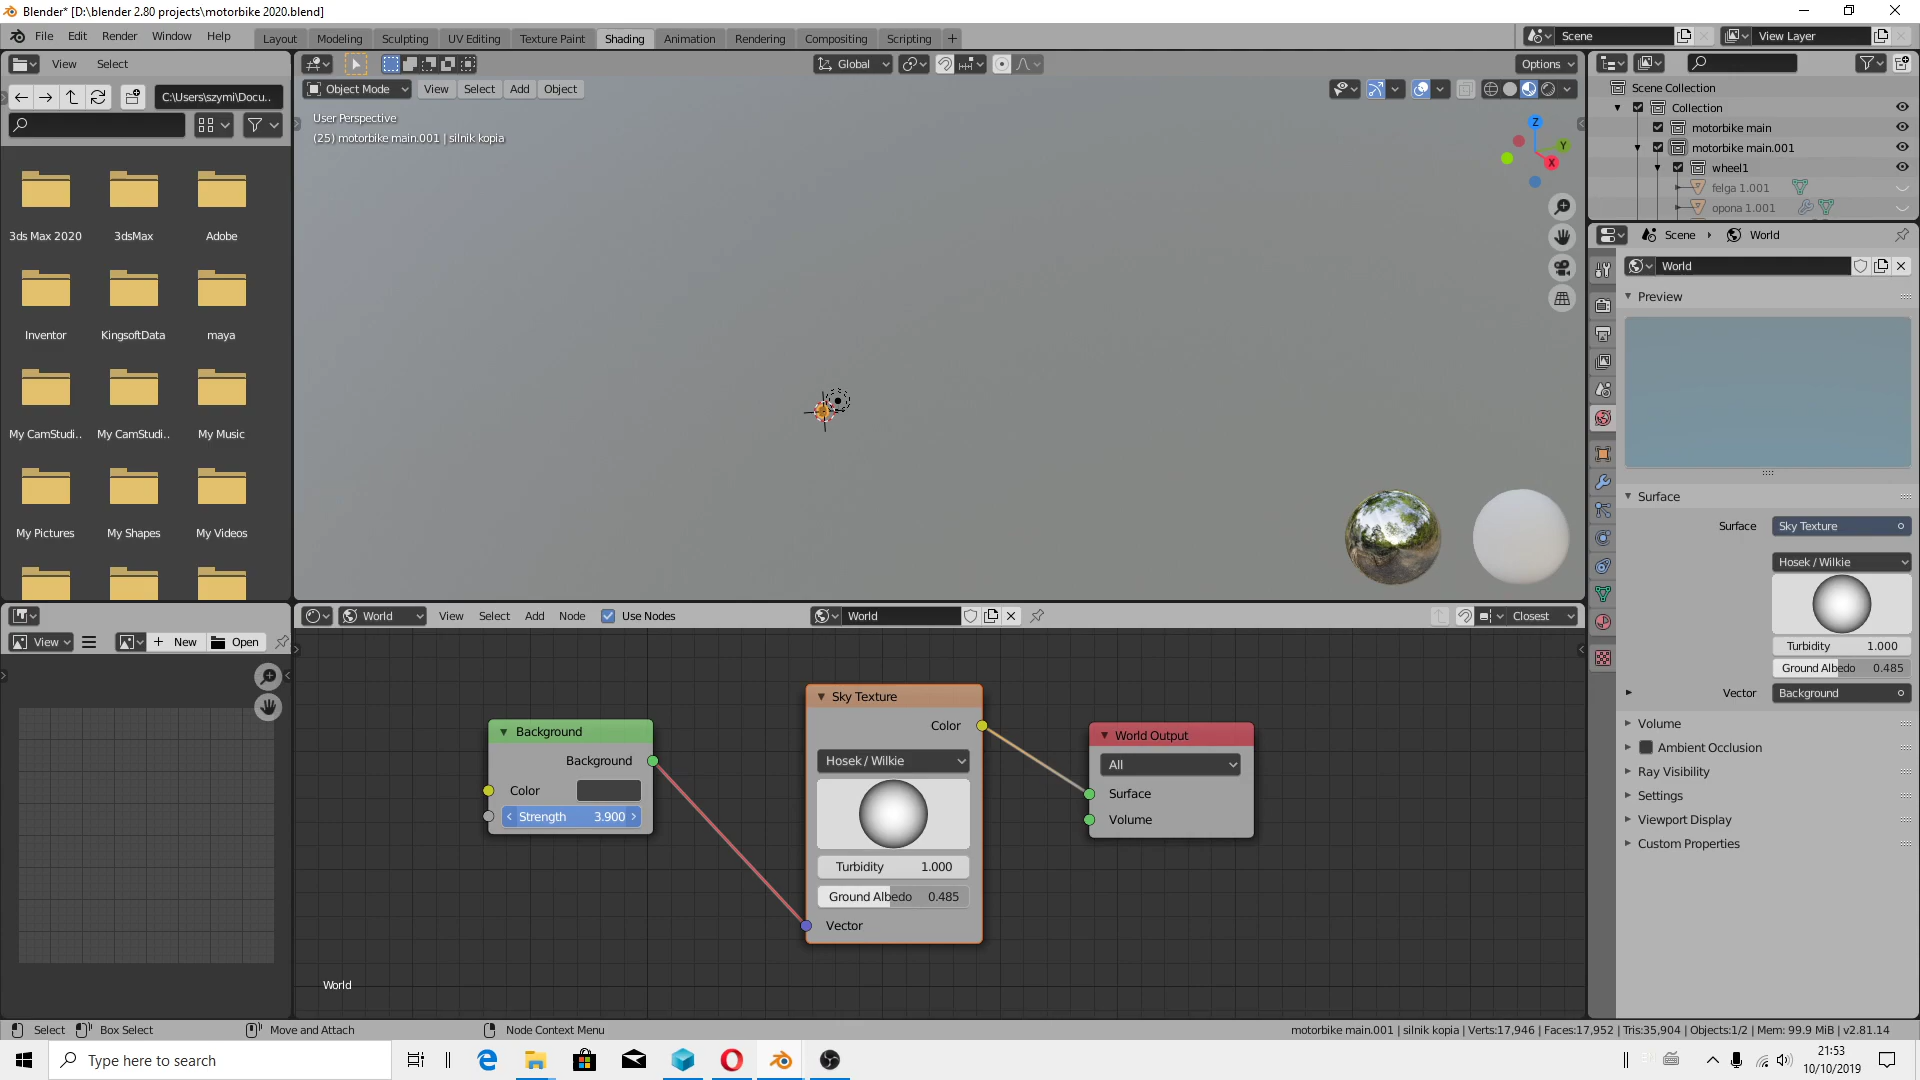 Blender* [D:\blender 2.80 projects\motorbike 2020.blend]
File Edit Render Window Help
Layout Modeling Sculpting UV Editing Texture Paint Shading Animation Rendering Compositing Scripting +
Scene
View Layer
View Select
Global
Options
C:\Users\szymi\Docu..
Object Mode View Select Add Object
User Perspective
(25) motorbike main.001 | silnik kopia
Z
Y
X
3ds Max 2020 3dsMax Adobe
Inventor KingsoftData maya
My CamStudi.. My CamStudi.. My Music
My Pictures My Shapes My Videos
Scene Collection
Collection
motorbike main
motorbike main.001
wheel1
felga 1.001
opona 1.001
Scene World
World
Preview
Surface
Surface Sky Texture
Hosek / Wilkie
Turbidity 1.000
Ground Albedo 0.485
Vector Background
Volume
Ambient Occlusion
Ray Visibility
Settings
Viewport Display
Custom Properties
World View Select Add Node Use Nodes World Closest
View New Open
Background
Background
Color
Strength 3.900
Sky Texture
Color
Hosek / Wilkie
Turbidity 1.000
Ground Albedo 0.485
Vector
World Output
All
Surface
Volume
World
Select Box Select Move and Attach Node Context Menu
motorbike main.001 | silnik kopia | Verts:17,946 | Faces:17,952 | Tris:35,904 | Objects:1/2 | Mem: 99.9 MiB | v2.81.14
Type here to search
21:53
10/10/2019